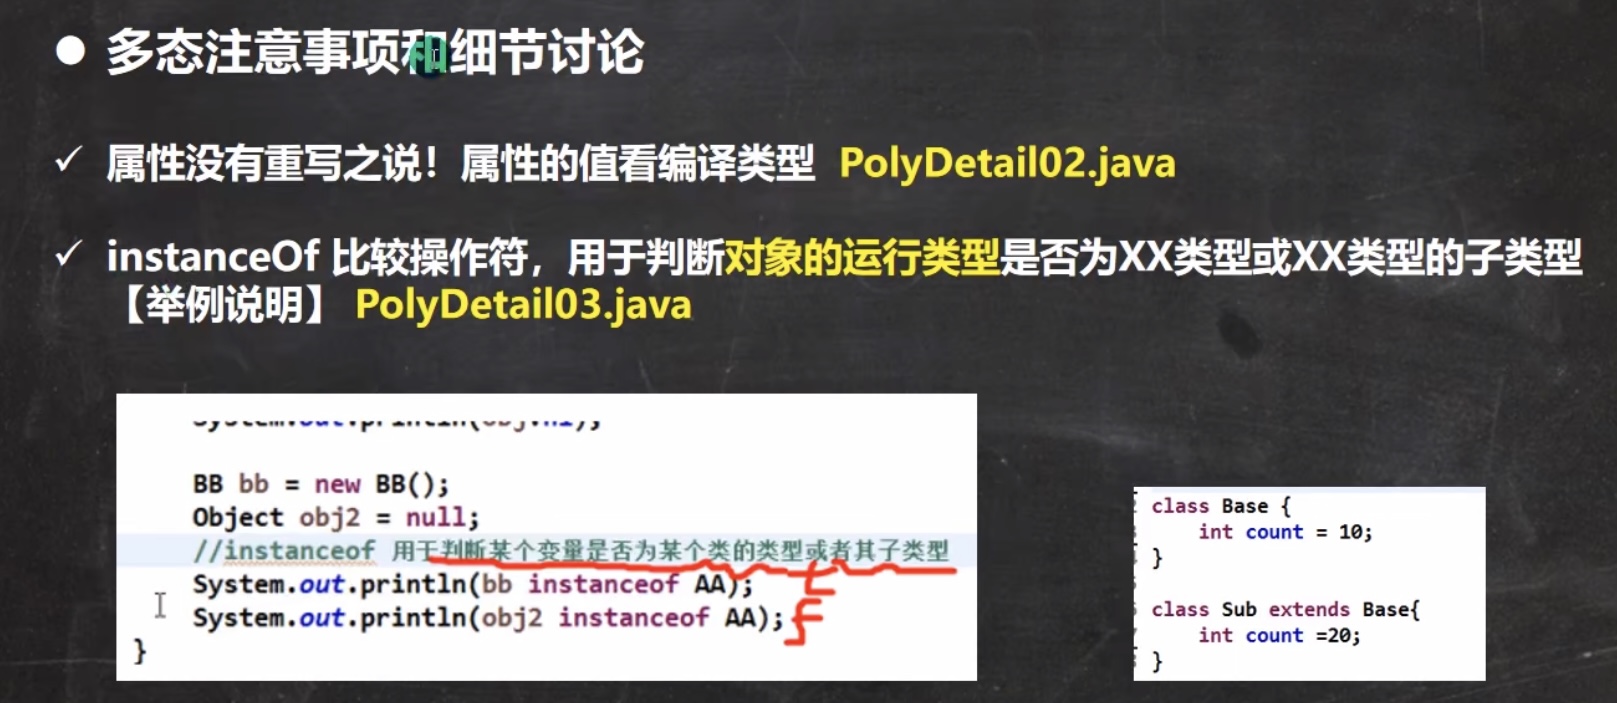 ● 多态注意事项和细节讨论
✓ 属性没有重写之说！属性的值看编译类型 PolyDetail02.java
✓ instanceOf 比较操作符，用于判断对象的运行类型是否为XX类型或XX类型的子类型
【举例说明】 PolyDetail03.java
BB bb = new BB();
Object obj2 = null;
//instanceof 用于判断某个变量是否为某个类的类型或者其子类型
System.out.println(bb instanceof AA); t
System.out.println(obj2 instanceof AA); f
}
class Base {
int count = 10;
}
class Sub extends Base{
int count =20;
}